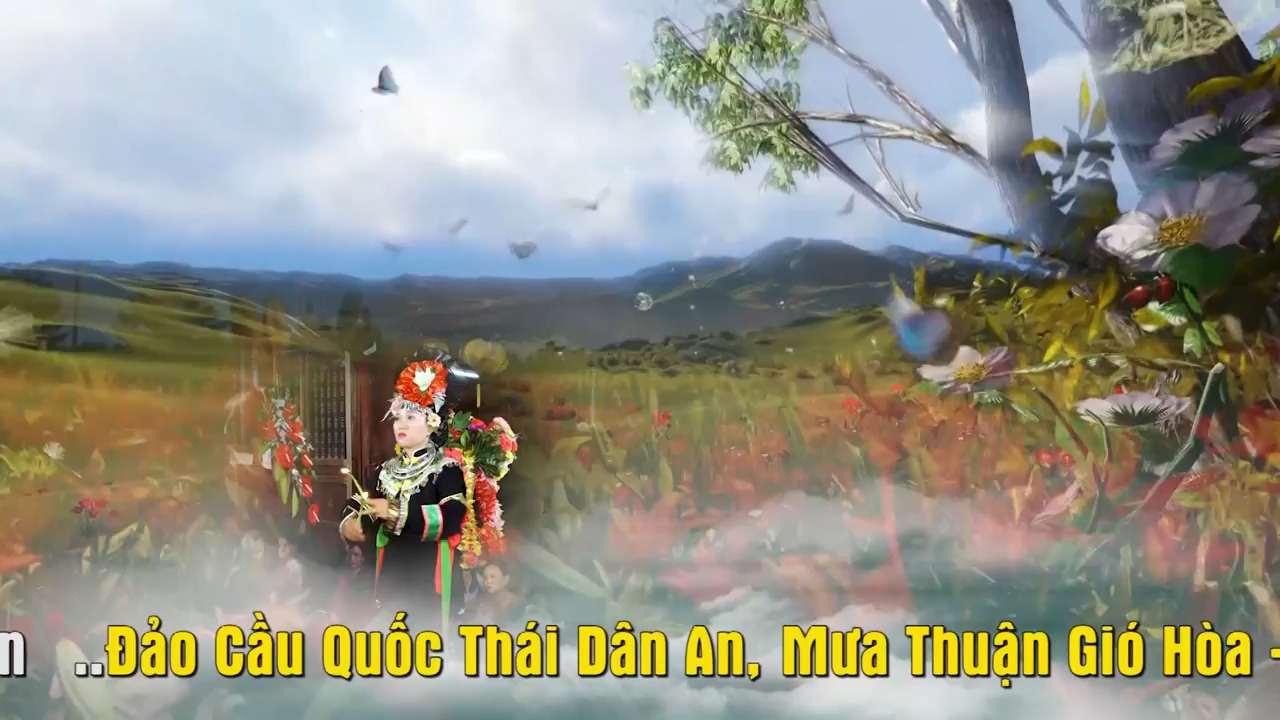 ..Đảo Cầu Quốc Thái Dân An, Mưa Thuận Gió Hòa -